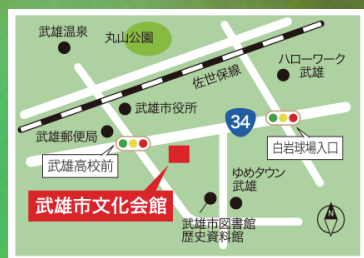 武雄温泉
丸山公園
ハローワーク
武雄
佐世保線
武雄市役所
34
武雄郵便局
武雄高校前
白岩球場入口
ゆめタウン
武雄
武雄市文化会館
武雄市図書館
歴史資料館
N